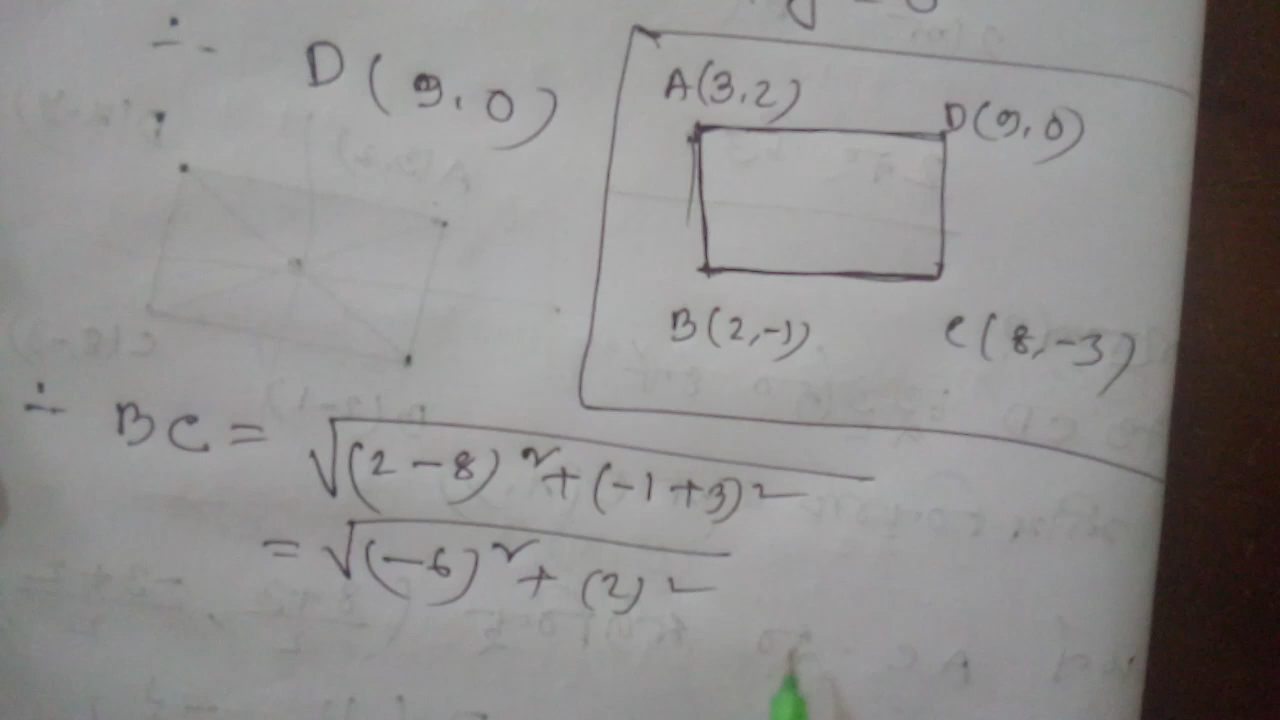 ∴ D(9,0)
A(3,2)
D(9,0)
B(2,-1)
C(8,-3)
∴ BC = √(2-8)²+(-1+3)²
= √(-6)²+(2)²